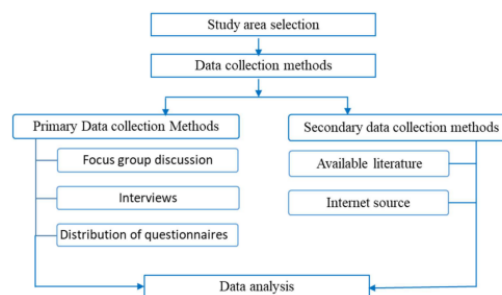 Study area selection
Data collection methods
Primary Data collection Methods
Secondary data collection methods
Focus group discussion
Available literature
Interviews
Internet source
Distribution of questionnaires
Data analysis